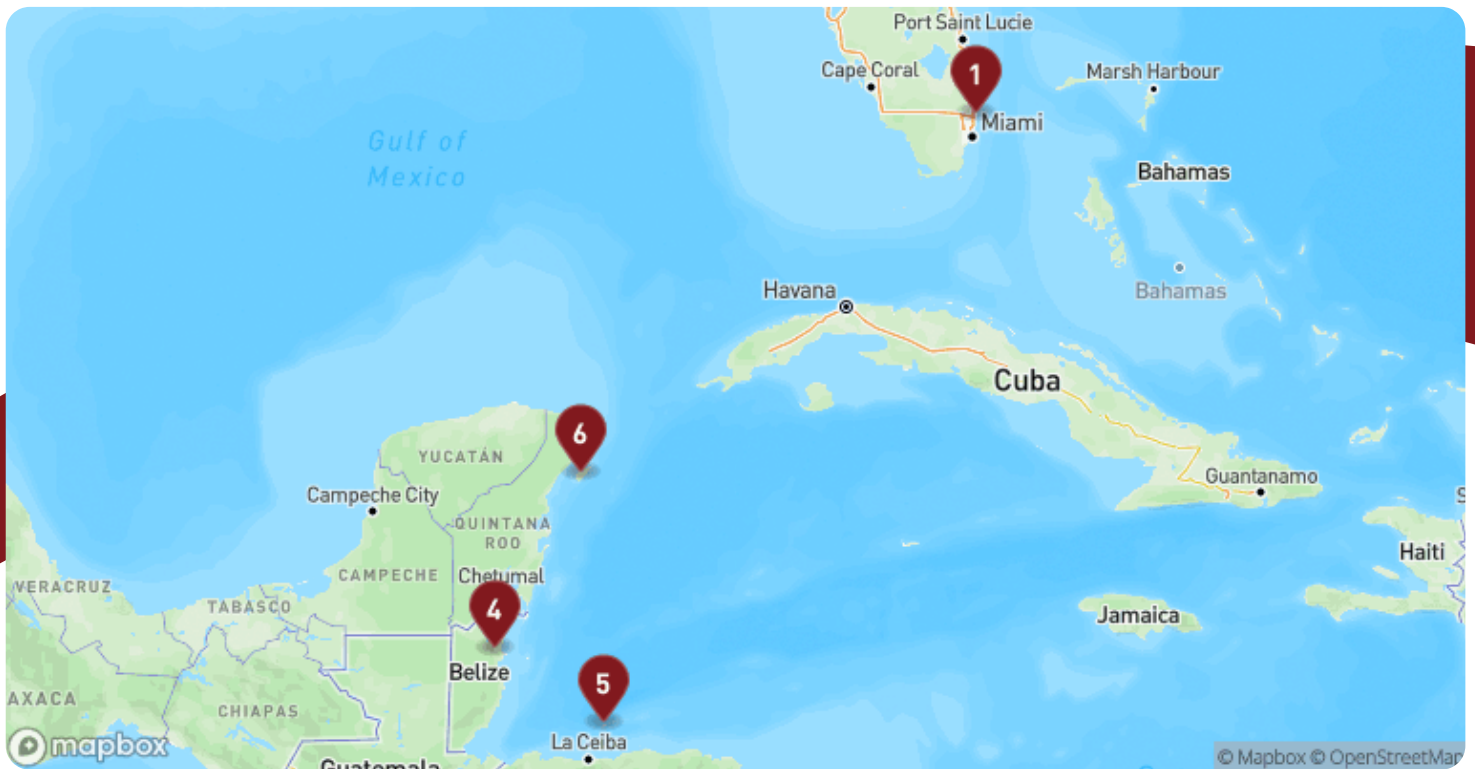 Port Saint Lucie
Cape Coral
1
Marsh Harbour
Miami
Gulf of
Mexico
Bahamas
Havana
Bahamas
Cuba
6
YUCATÁN
Guantanamo
Campeche City
S
QUINTANA
ROO
Haiti
CAMPECHE
Chetumal
VERACRUZ
TABASCO
4
Jamaica
Belize
5
AXACA
CHIAPAS
La Ceiba
mapbox
© Mapbox © OpenStreetMap
Guatemala